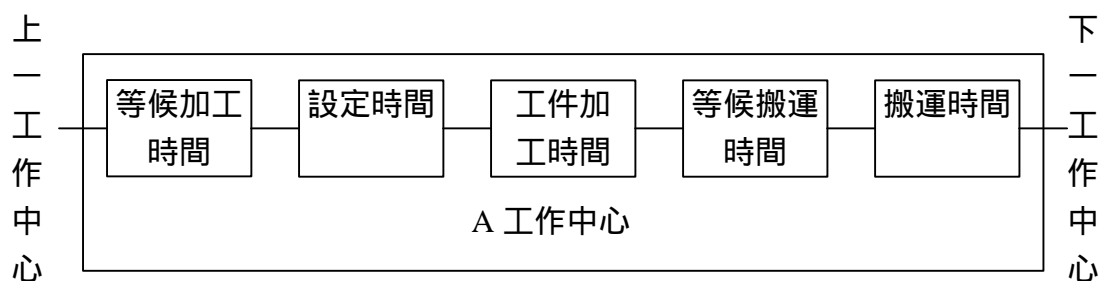 上一工作中心
等候加工
時間
設定時間
工件加
工時間
等候搬運
時間
搬運時間
A 工作中心
下一工作中心